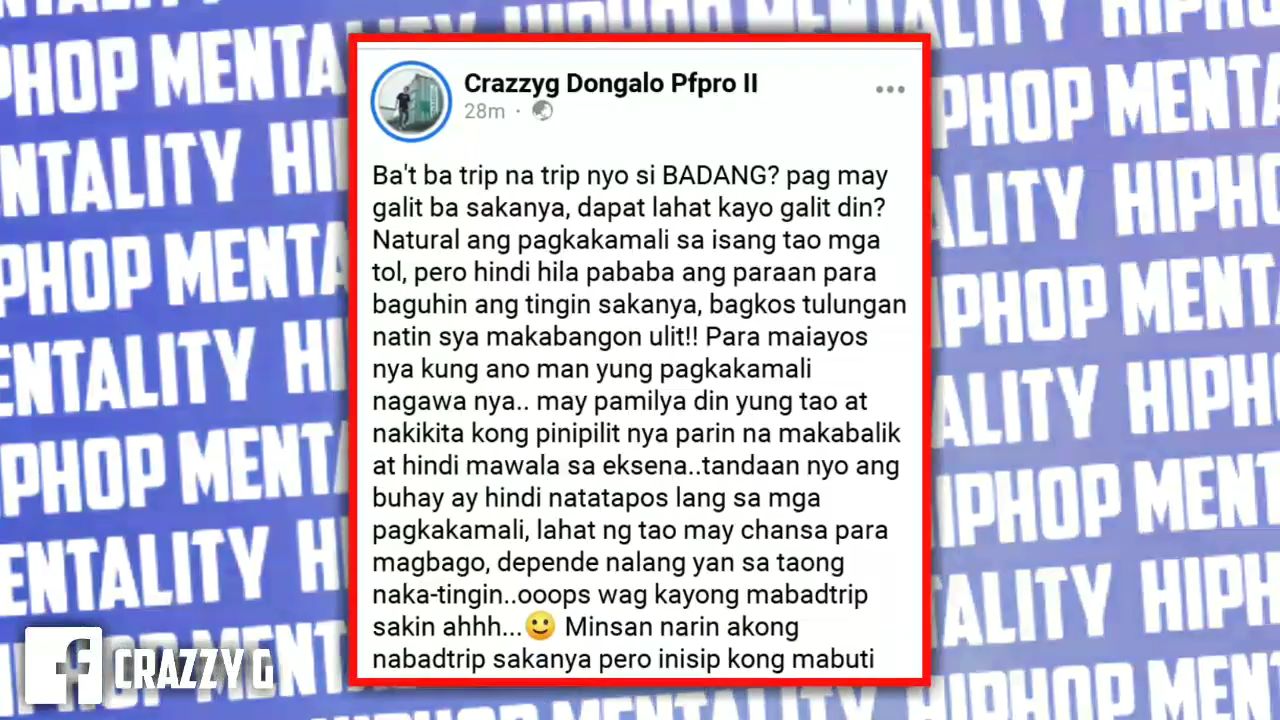 HIPHOP MENTALITY
Crazzyg Dongalo Pfpro II
28m ·
Ba't ba trip na trip nyo si BADANG? pag may
galit ba sakanya, dapat lahat kayo galit din?
Natural ang pagkakamali sa isang tao mga
tol, pero hindi hila pababa ang paraan para
baguhin ang tingin sakanya, bagkos tulungan
natin sya makabangon ulit!! Para maiayos
nya kung ano man yung pagkakamali
nagawa nya.. may pamilya din yung tao at
nakikita kong pinipilit nya parin na makabalik
at hindi mawala sa eksena..tandaan nyo ang
buhay ay hindi natatapos lang sa mga
pagkakamali, lahat ng tao may chansa para
magbago, depende nalang yan sa taong
naka-tingin..ooops wag kayong mabadtrip
sakin ahhh...🙂 Minsan narin akong
nabadtrip sakanya pero inisip kong mabuti
CRAZZY G